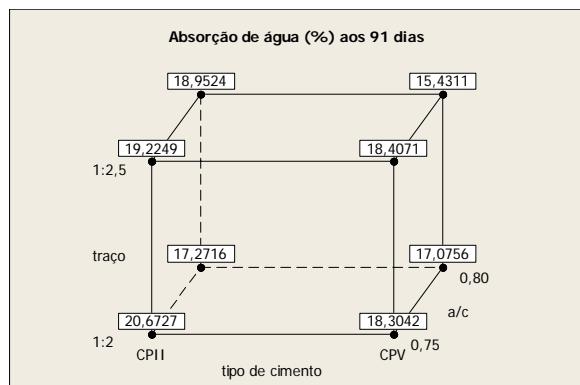 Absorção de água (%) aos 91 dias
18,9524 15,4311
19,2249 18,4071
1:2,5
traço 17,2716 17,0756
0,80
a/c
20,6727 18,3042
1:2 0,75
CPII CPV
tipo de cimento